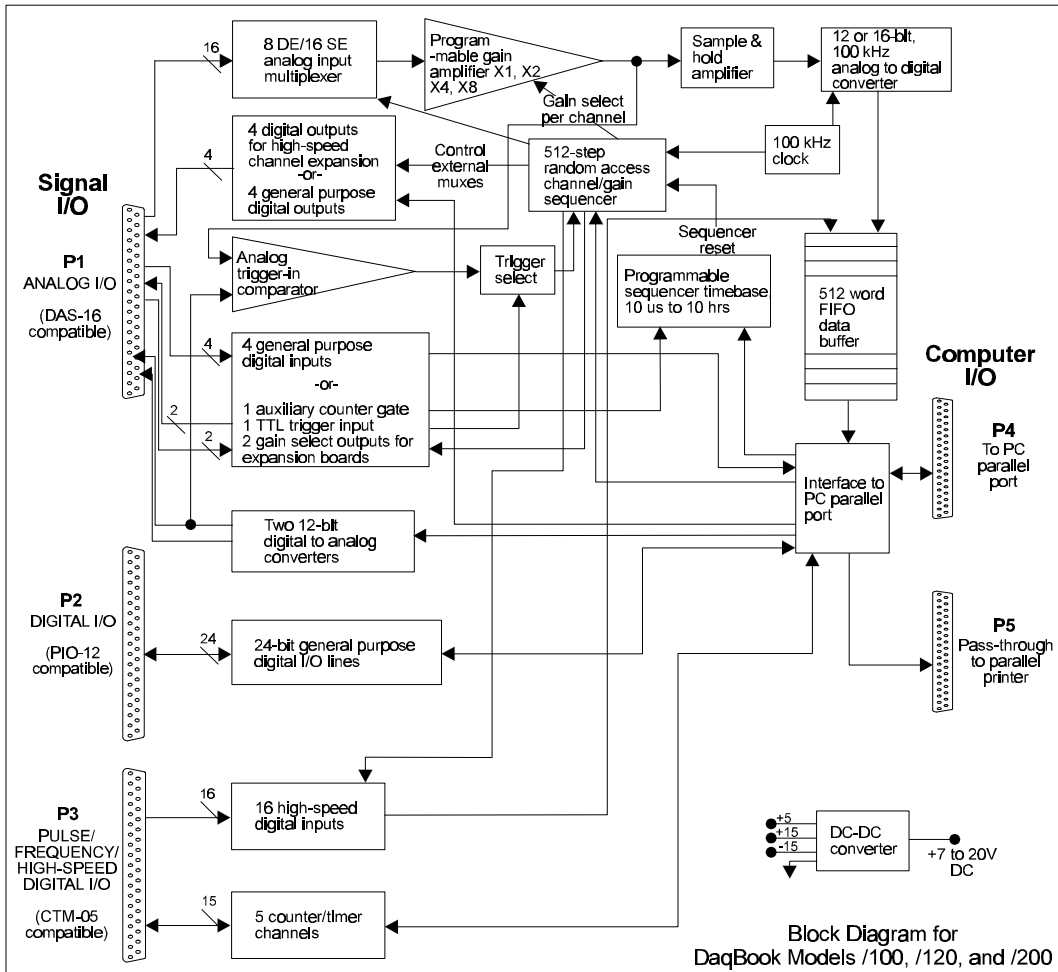 16
8 DE/16 SE
analog input
multiplexer
Program
-mable gain
amplifier X1, X2
X4, X8
Sample &
hold
amplifier
12 or 16-bit,
100 kHz
analog to digital
converter
Gain select
per channel
4
4 digital outputs
for high-speed
channel expansion
-or-
4 general purpose
digital outputs
Control
external
muxes
512-step
random access
channel/gain
sequencer
100 kHz
clock
Signal
I/O
P1
ANALOG I/O
(DAS-16
compatible)
Analog
trigger-in
comparator
Trigger
select
Sequencer
reset
Programmable
sequencer timebase
10 us to 10 hrs
512 word
FIFO
data
buffer
4
2
2
4 general purpose
digital inputs
-or-
1 auxiliary counter gate
1 TTL trigger input
2 gain select outputs for
expansion boards
Computer
I/O
P4
To PC
parallel
port
Interface to
PC parallel
port
Two 12-bit
digital to analog
converters
P2
DIGITAL I/O
(PIO-12
compatible)
24
24-bit general purpose
digital I/O lines
P5
Pass-through
to parallel
printer
P3
PULSE/
FREQUENCY/
HIGH-SPEED
DIGITAL I/O
(CTM-05
compatible)
16
16 high-speed
digital inputs
15
5 counter/timer
channels
+5
+15
-15
DC-DC
converter
+7 to 20V
DC
Block Diagram for
DaqBook Models /100, /120, and /200